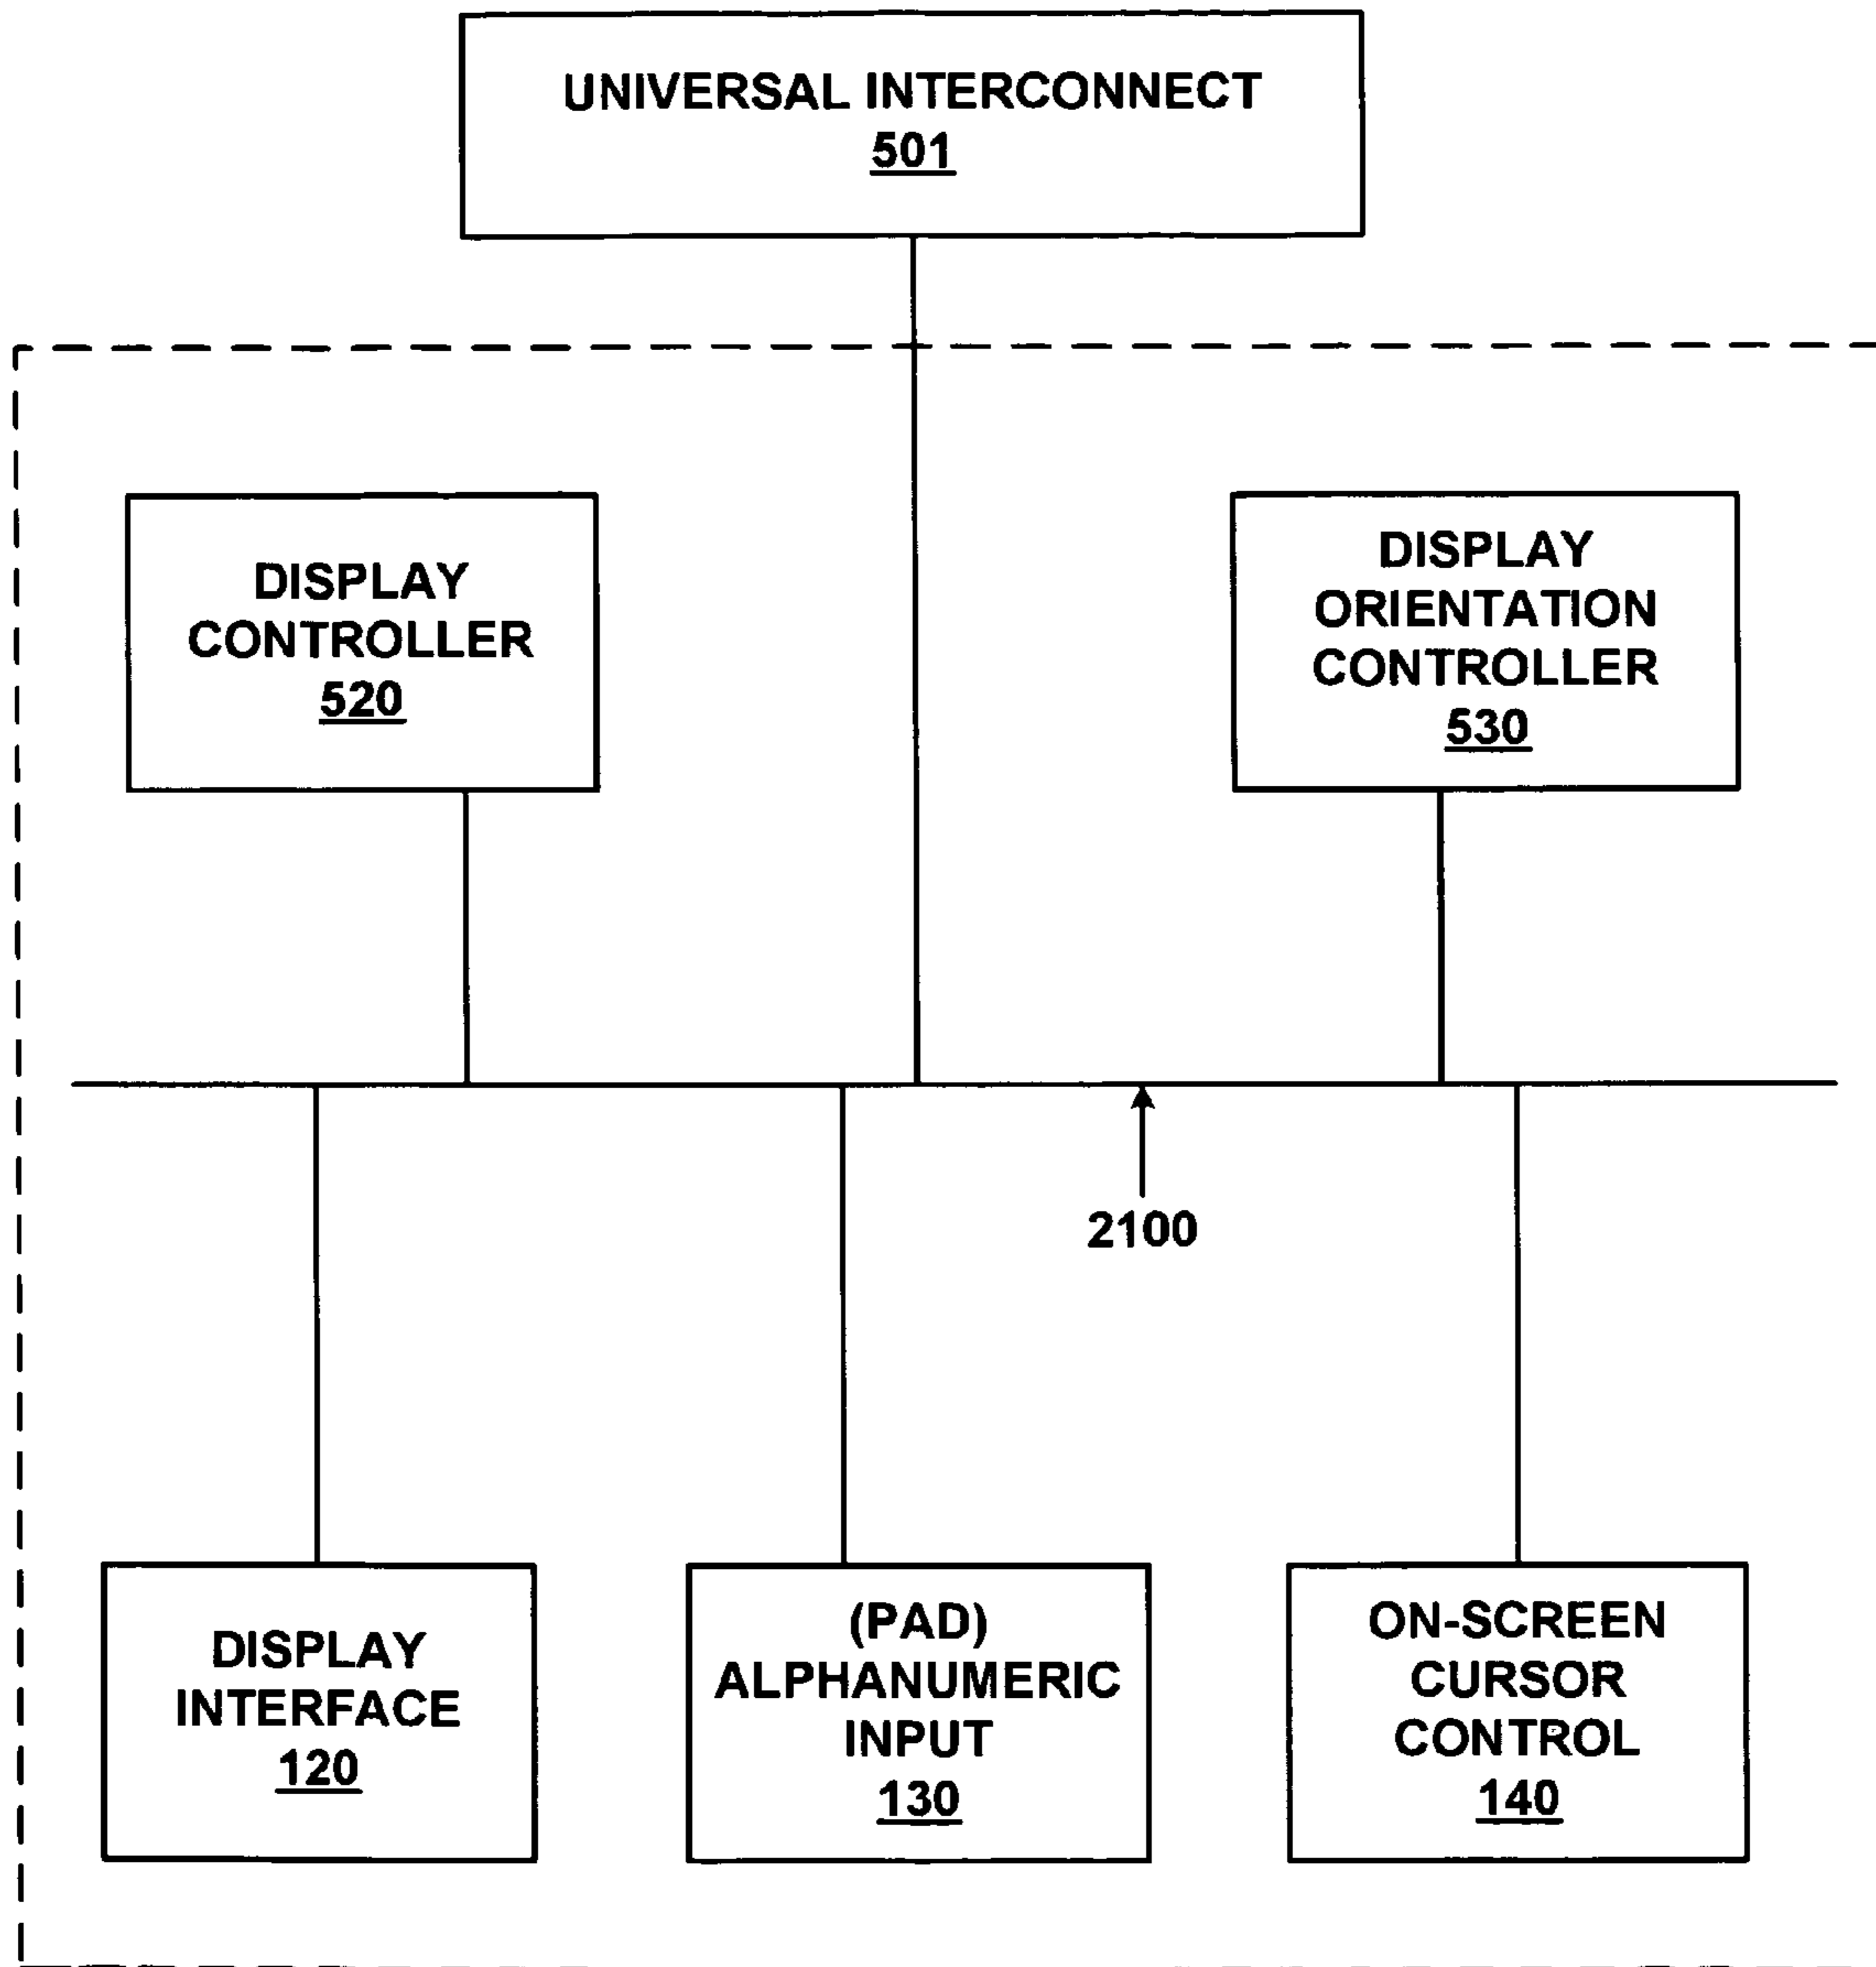 UNIVERSAL INTERCONNECT
501
DISPLAY
CONTROLLER
520
DISPLAY
ORIENTATION
CONTROLLER
530
2100
DISPLAY
INTERFACE
120
(PAD)
ALPHANUMERIC
INPUT
130
ON-SCREEN
CURSOR
CONTROL
140